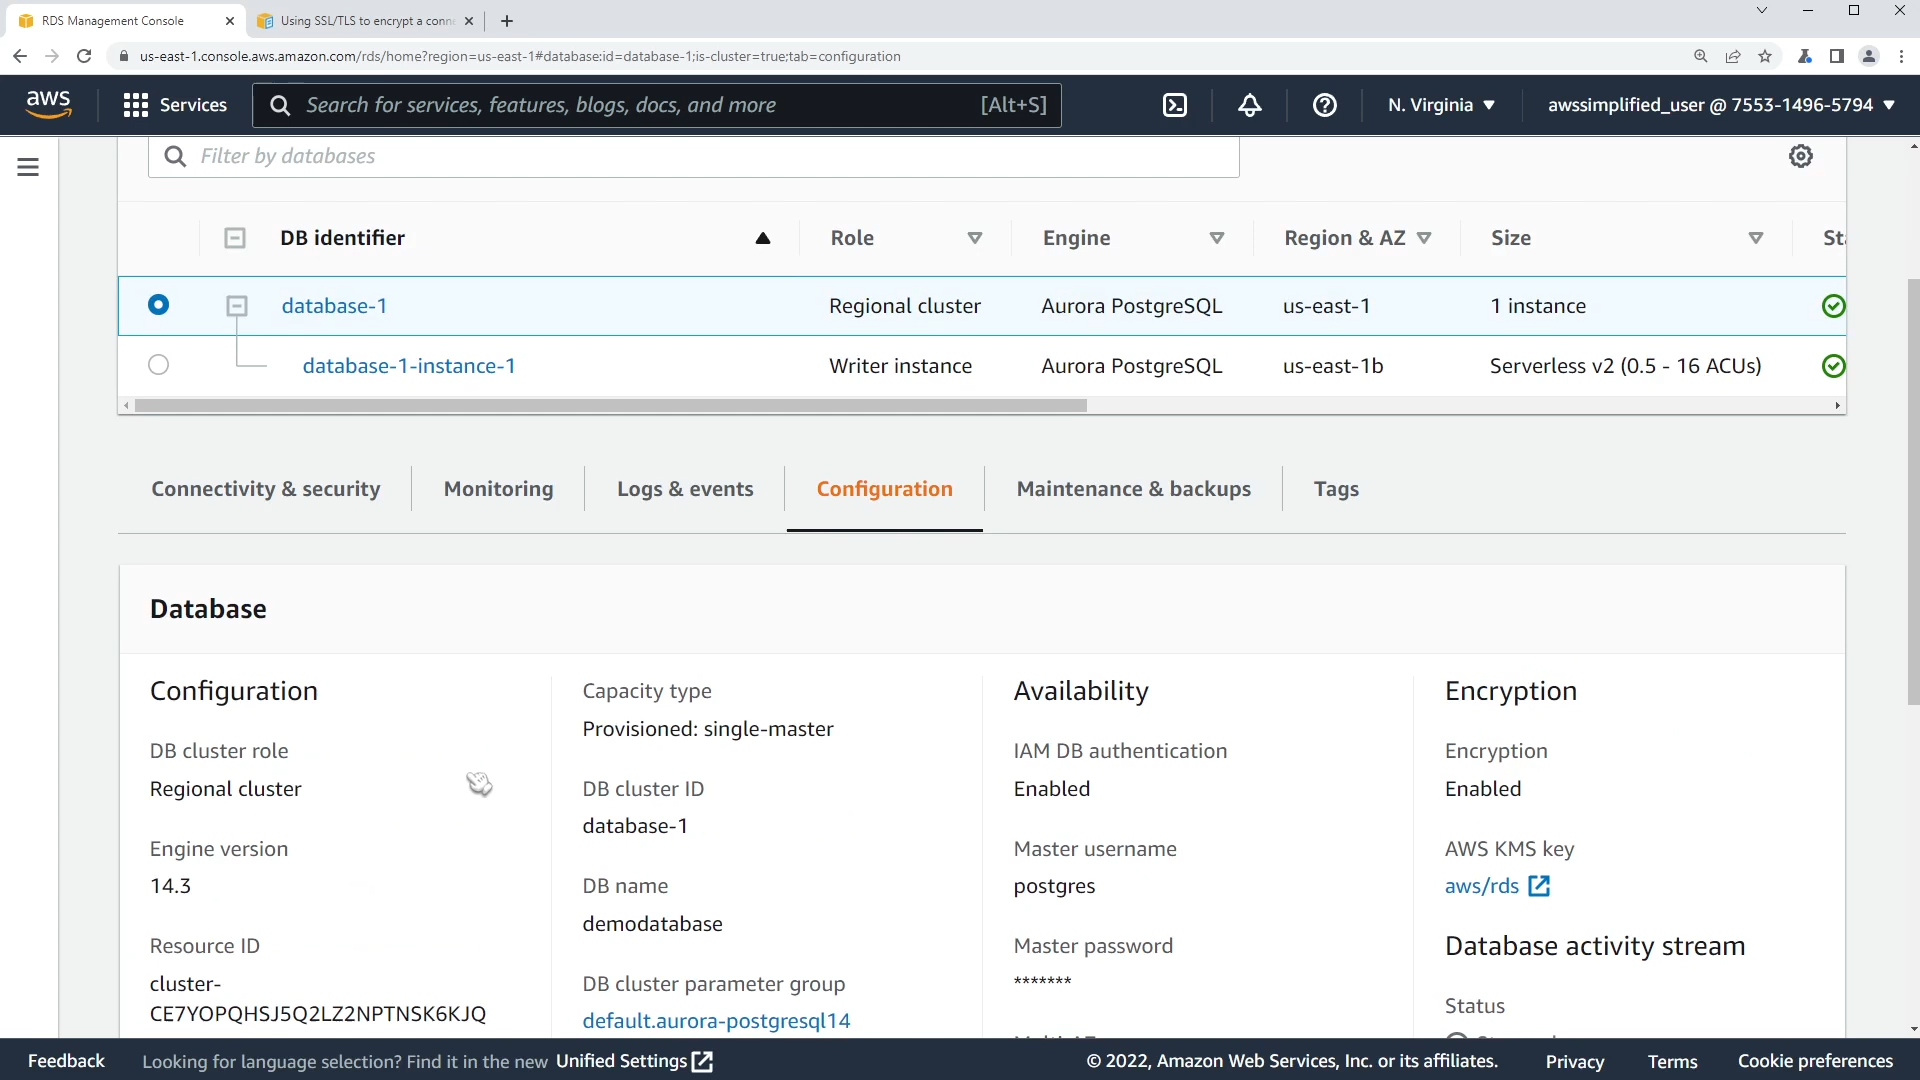 RDS Management Console
Using SSL/TLS to encrypt a conne
us-east-1.console.aws.amazon.com/rds/home?region=us-east-1#database:id=database-1;is-cluster=true;tab=configuration
aws
Services
Search for services, features, blogs, docs, and more
[Alt+S]
N. Virginia
awssimplified_user @ 7553-1496-5794
Filter by databases
DB identifier
Role
Engine
Region & AZ
Size
St
database-1
Regional cluster
Aurora PostgreSQL
us-east-1
1 instance
database-1-instance-1
Writer instance
Aurora PostgreSQL
us-east-1b
Serverless v2 (0.5 - 16 ACUs)
Connectivity & security
Monitoring
Logs & events
Configuration
Maintenance & backups
Tags
Database
Configuration
DB cluster role
Regional cluster
Engine version
14.3
Resource ID
cluster-
CE7YOPQHSJ5Q2LZ2NPTNSK6KJQ
Capacity type
Provisioned: single-master
DB cluster ID
database-1
DB name
demodatabase
DB cluster parameter group
default.aurora-postgresql14
Availability
IAM DB authentication
Enabled
Master username
postgres
Master password
*******
Encryption
Encryption
Enabled
AWS KMS key
aws/rds
Database activity stream
Status
Feedback
Looking for language selection? Find it in the new Unified Settings
© 2022, Amazon Web Services, Inc. or its affiliates.
Privacy
Terms
Cookie preferences